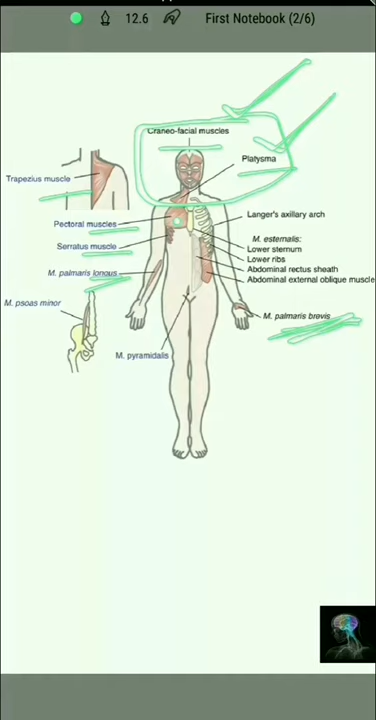 12.6
First Notebook (2/6)
Craneo-facial muscles
Platysma
Trapezius muscle
Langer's axillary arch
Pectoral muscles
M. esternalis:
Serratus muscle
Lower sternum
Lower ribs
Abdominal rectus sheath
M. palmaris lonous
Abdominal external oblique muscle
M. psoas minor
M. palmaris brevis
M. pyramidalis